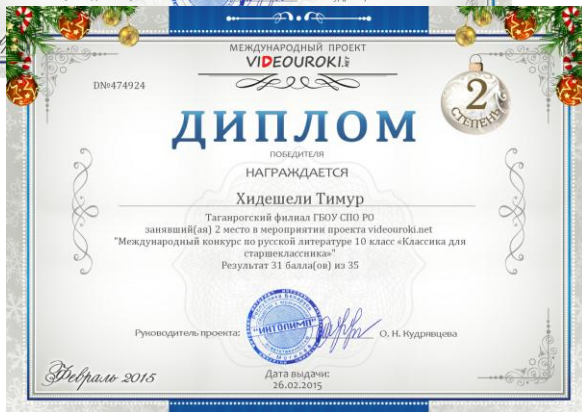 МЕЖДУНАРОДНЫЙ ПРОЕКТ
VIDEOUROKI.NET
DN№474924
2
СТЕПЕНЬ
ДИПЛОМ
ПОБЕДИТЕЛЯ
НАГРАЖДАЕТСЯ
Хидешели Тимур
Таганрогский филиал ГБОУ СПО РО
занявший(ая) 2 место в мероприятии проекта videouroki.net
"Международный конкурс по русской литературе 10 класс «Классика для
старшеклассника»"
Результат 31 балла(ов) из 35
Руководитель проекта:
"ИНТОЛИМП"
О. Н. Кудрявцева
Февраль 2015
Дата выдачи:
26.02.2015